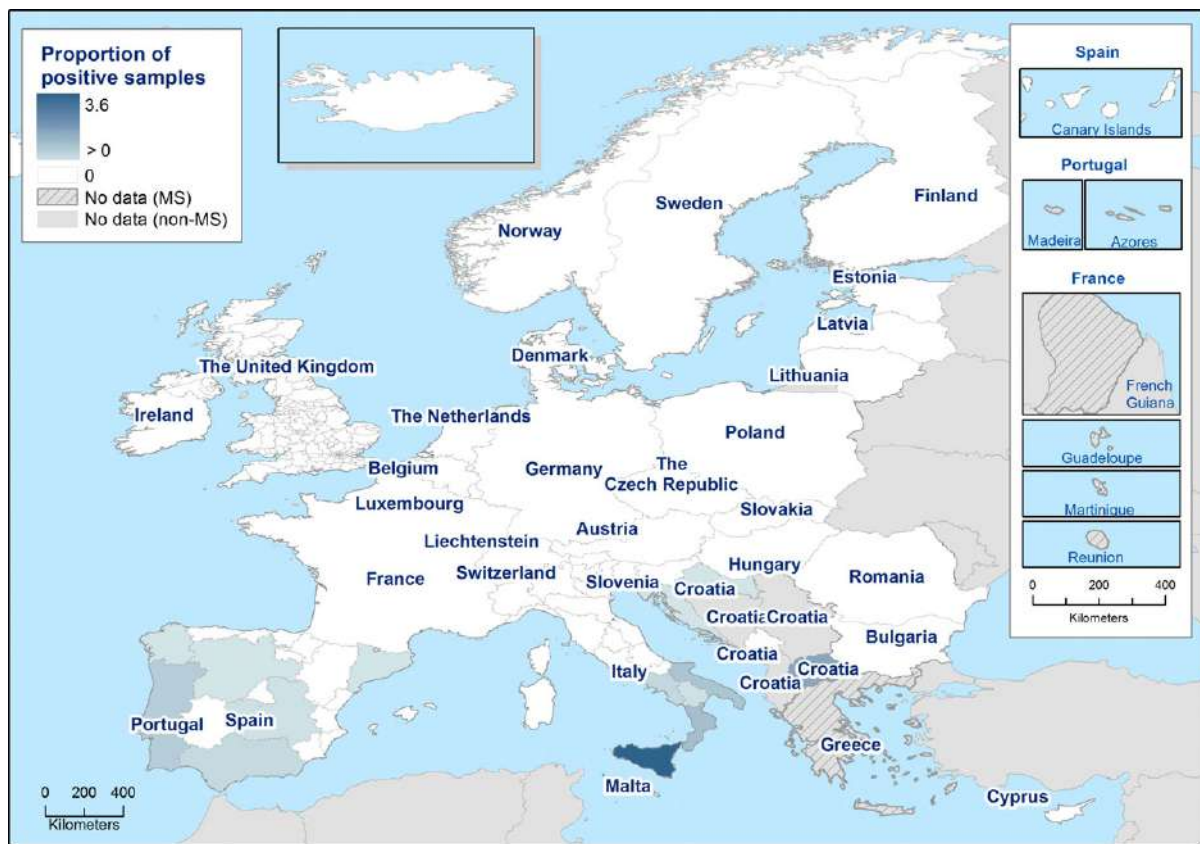 Proportion of
positive samples
3.6
> 0
0
No data (MS)
No data (non-MS)
Spain
Canary Islands
Portugal
Madeira
Azores
France
French
Guiana
Guadeloupe
Martinique
Reunion
0 200 400
Kilometers
Norway
Sweden
Finland
Estonia
Latvia
Lithuania
Denmark
The United Kingdom
Ireland
The Netherlands
Belgium
Luxembourg
Germany
Poland
The
Czech Republic
Slovakia
Austria
Liechtenstein
Switzerland
France
Slovenia
Hungary
Romania
Croatia
Croatia
Croatia
Bulgaria
Croatia
Croatia
Croatia
Italy
Portugal
Spain
Greece
Malta
Cyprus
0 200 400
Kilometers